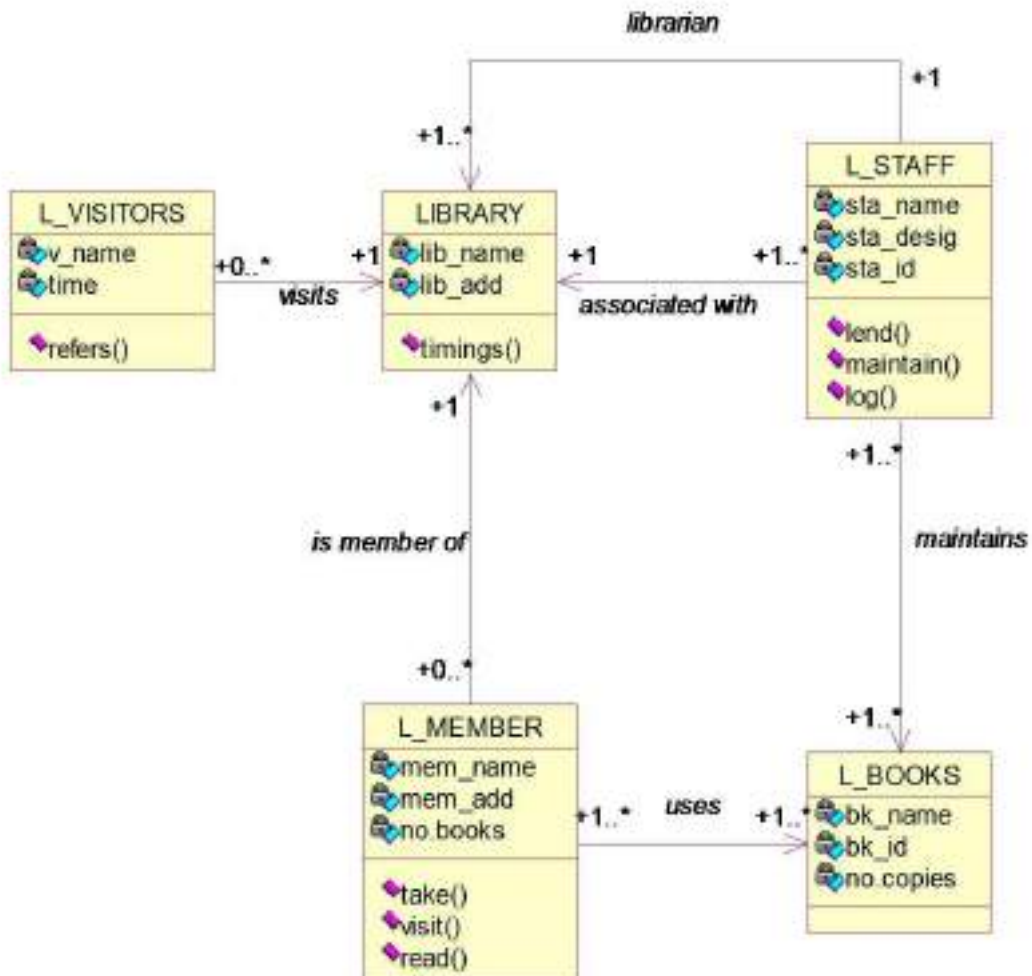 librarian
+1
+1..*
L_STAFF
sta_name
sta_desig
sta_id
lend()
maintain()
log()
L_VISITORS
v_name
time
refers()
LIBRARY
lib_name
lib_add
timings()
+0..*
+1
visits
+1
+1..*
associated with
+1
is member of
+0..*
+1..*
maintains
+1..*
L_MEMBER
mem_name
mem_add
no.books
take()
visit()
read()
+1..*
uses
+1..*
L_BOOKS
bk_name
bk_id
no.copies